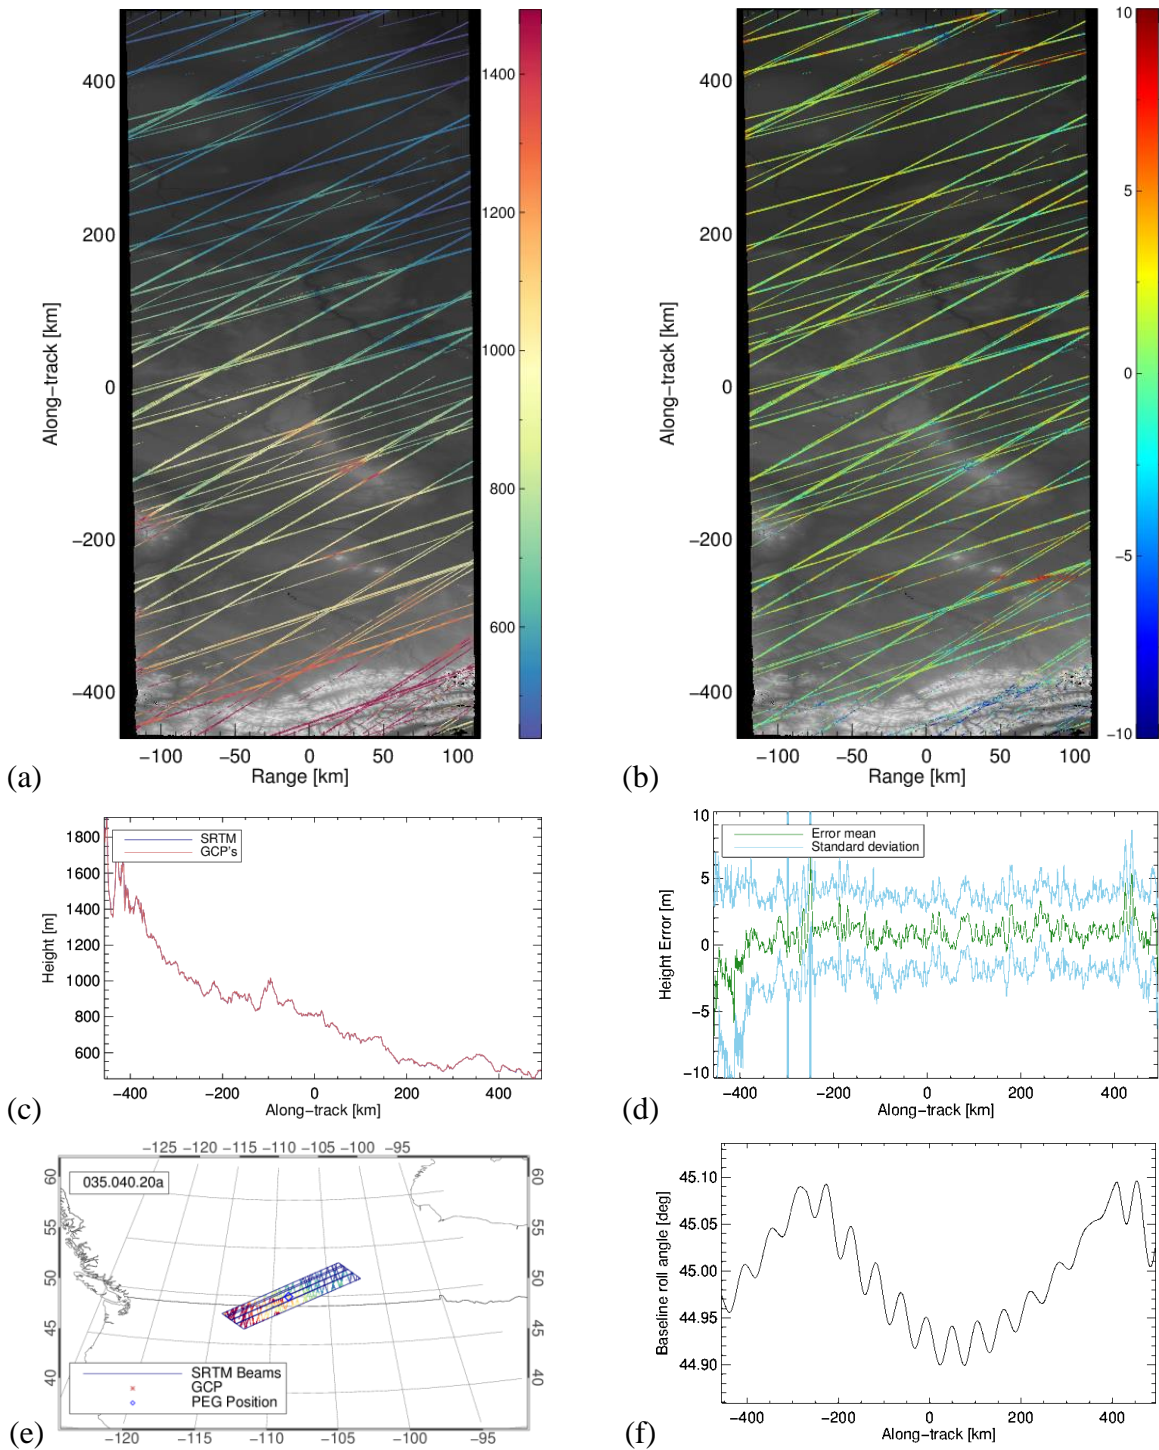 400
200
0
−200
−400
Along−track [km]
−100 −50 0 50 100
Range [km]
1400
1200
1000
800
600
(a)
400
200
0
−200
−400
Along−track [km]
−100 −50 0 50 100
Range [km]
10
5
0
−5
−10
(b)
1800
1600
1400
1200
1000
800
600
Height [m]
SRTM
GCP's
−400 −200 0 200 400
Along−track [km]
(c)
10
5
0
−5
−10
Height Error [m]
Error mean
Standard deviation
−400 −200 0 200 400
Along−track [km]
(d)
−125 −120 −115 −110 −105 −100 −95
035.040.20a
60
55
50
45
40
60
55
50
45
40
SRTM Beams
GCP
PEG Position
−120 −115 −110 −105 −100 −95
(e)
45.10
45.05
45.00
44.95
44.90
Baseline roll angle [deg]
−400 −200 0 200 400
Along−track [km]
(f)